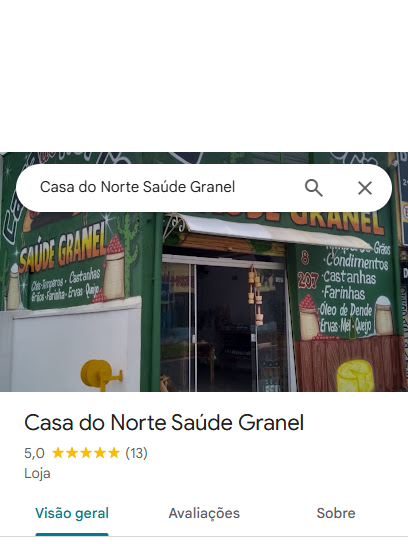 Casa do Norte Saúde Granel
GRANEL
SAÚDE GRANEL
Chás-Temperos - Castanhas
Grãos-Farinha-Ervas Queijo
Temperos Grãos
Condimentos
8
207
Castanhas
Farinhas
Óleo de Dende
Ervas-Mel-Queijo
Casa do Norte Saúde Granel
5,0 ★★★★★ (13)
Loja
Visão geral Avaliações Sobre